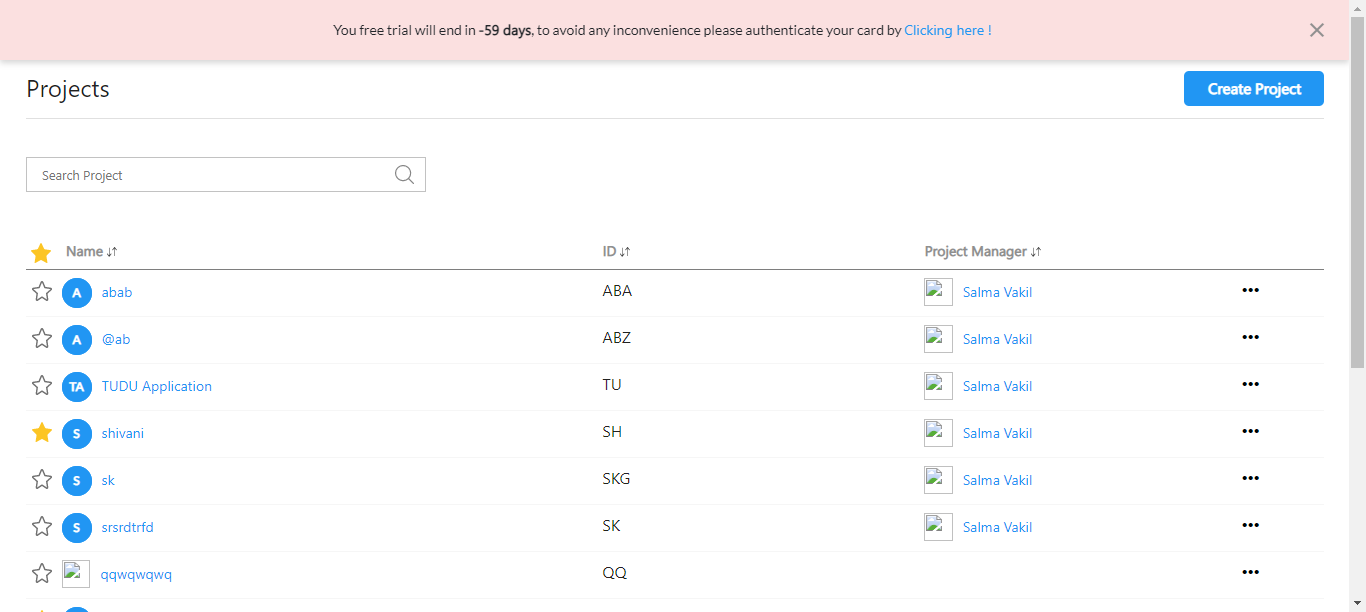 You free trial will end in -59 days, to avoid any inconvenience please authenticate your card by Clicking here !
Projects
Create Project
Search Project
Name ID Project Manager
A abab ABA Salma Vakil
A @ab ABZ Salma Vakil
TA TUDU Application TU Salma Vakil
S shivani SH Salma Vakil
S sk SKG Salma Vakil
S srsrdtrfd SK Salma Vakil
qqwqwqwq QQ